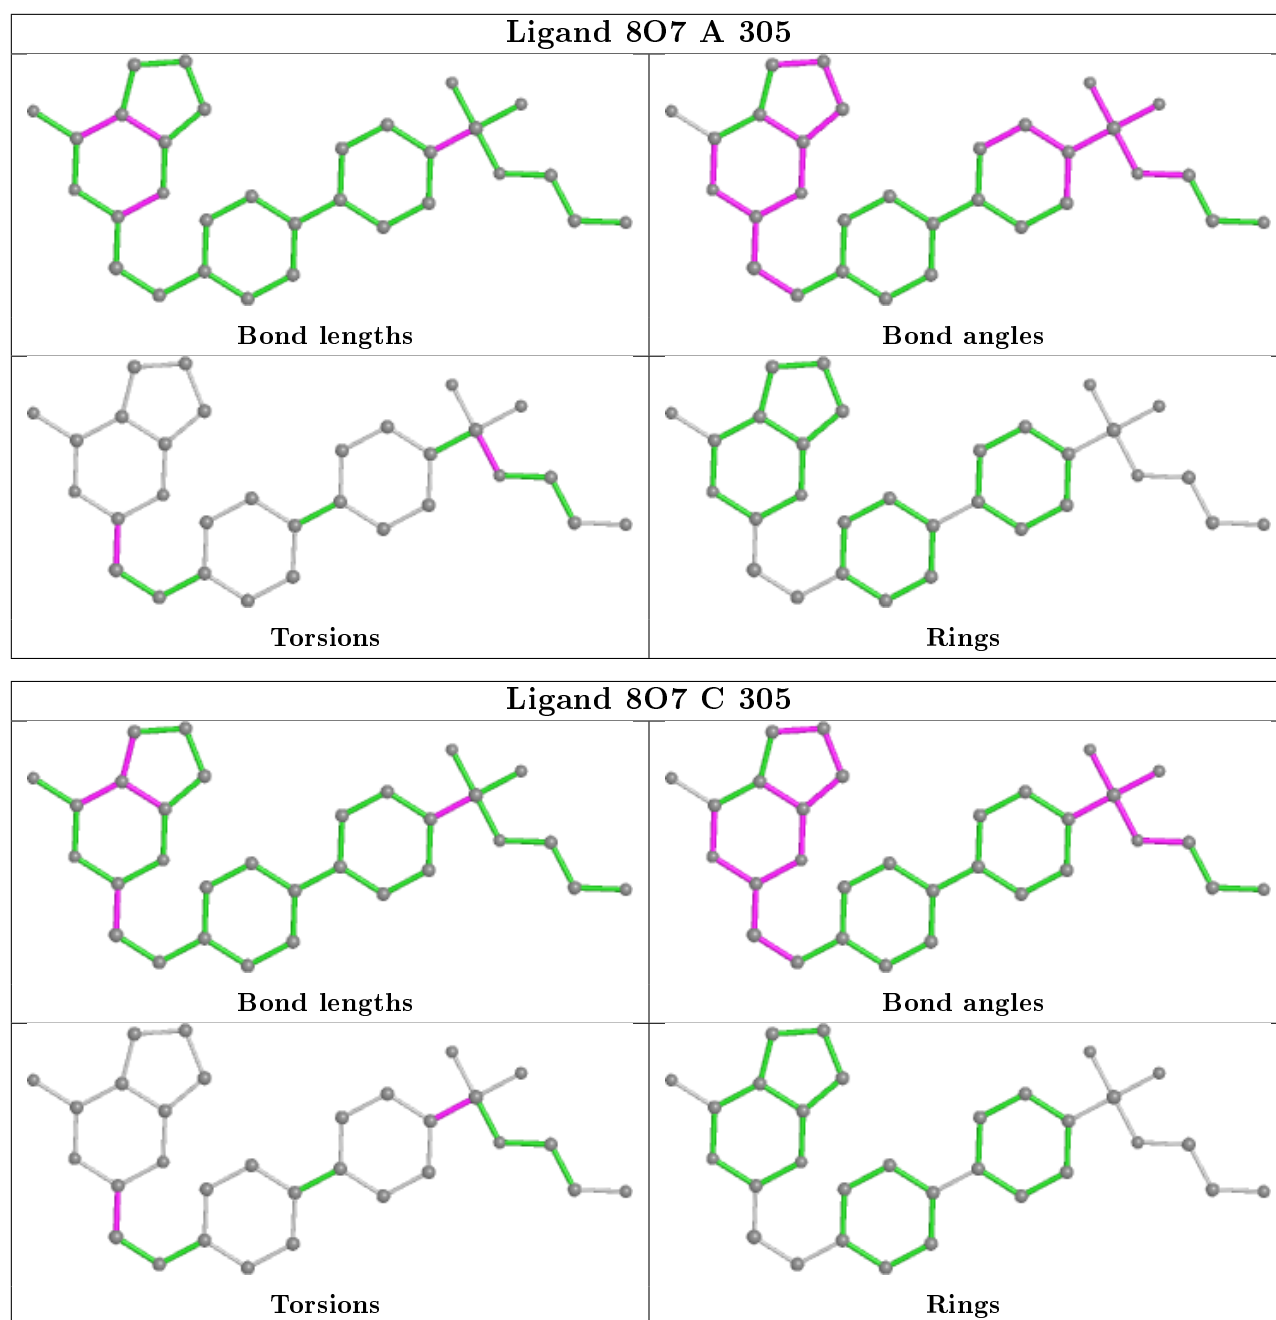 Ligand 8O7 A 305
Bond lengths
Bond angles
Torsions
Rings
Ligand 8O7 C 305
Bond lengths
Bond angles
Torsions
Rings